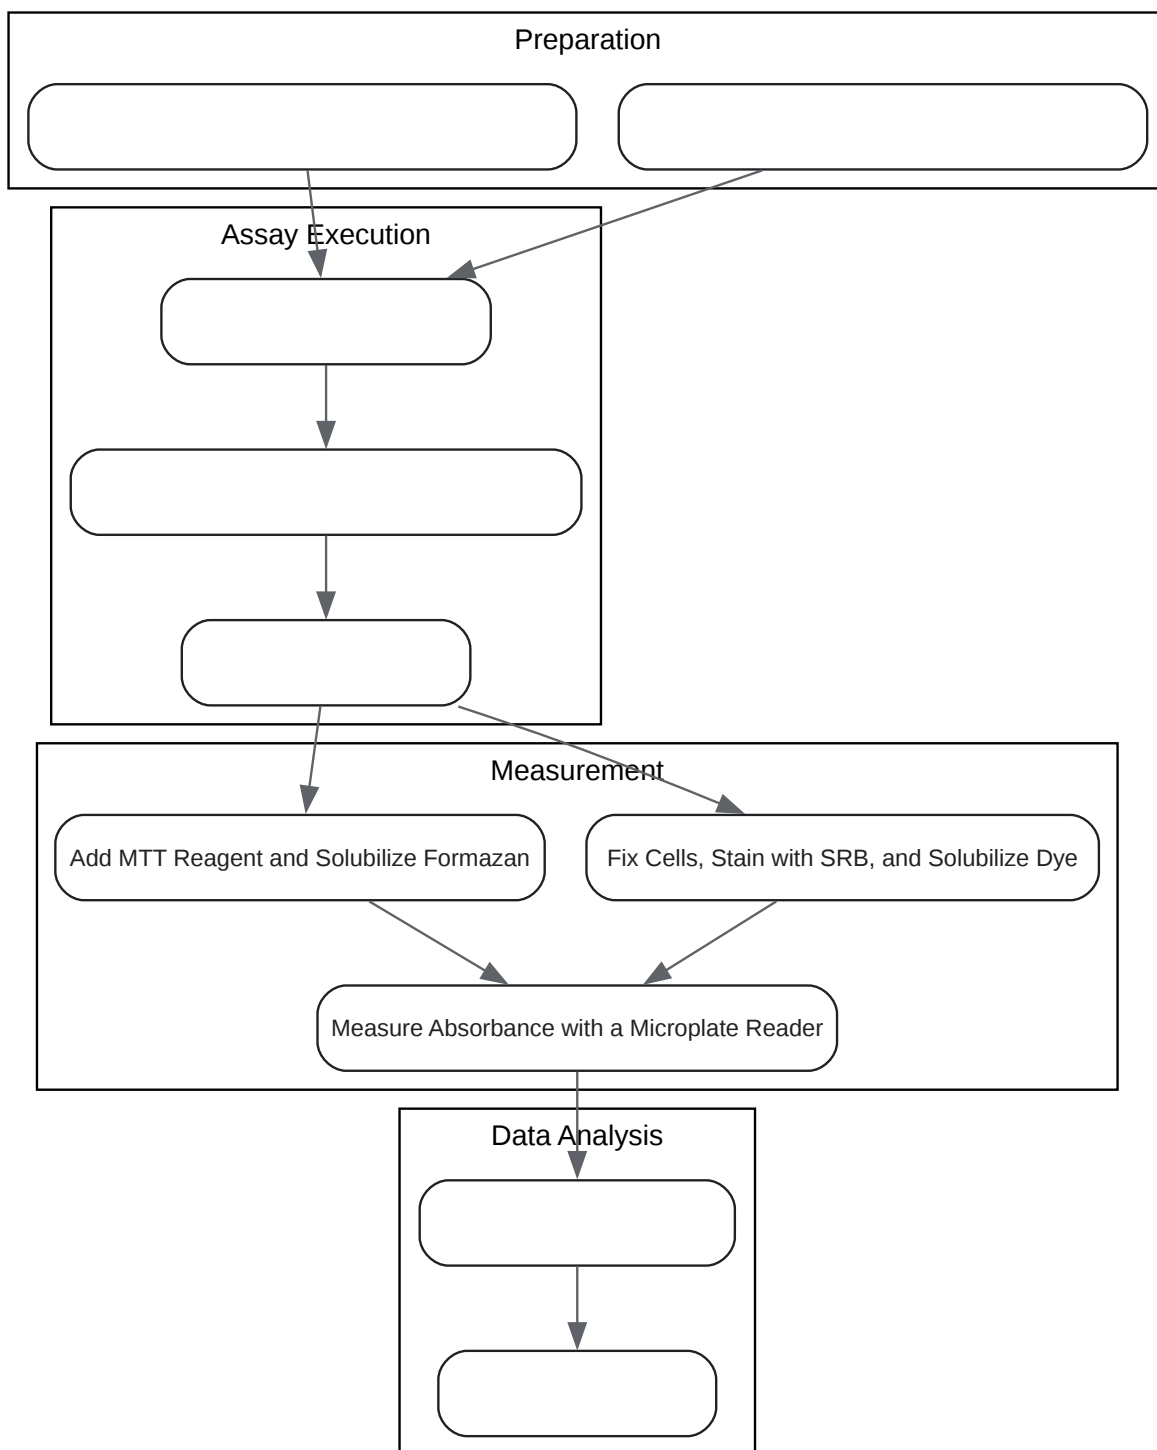 Preparation
Assay Execution
Measurement
Add MTT Reagent and Solubilize Formazan
Fix Cells, Stain with SRB, and Solubilize Dye
Measure Absorbance with a Microplate Reader
Data Analysis